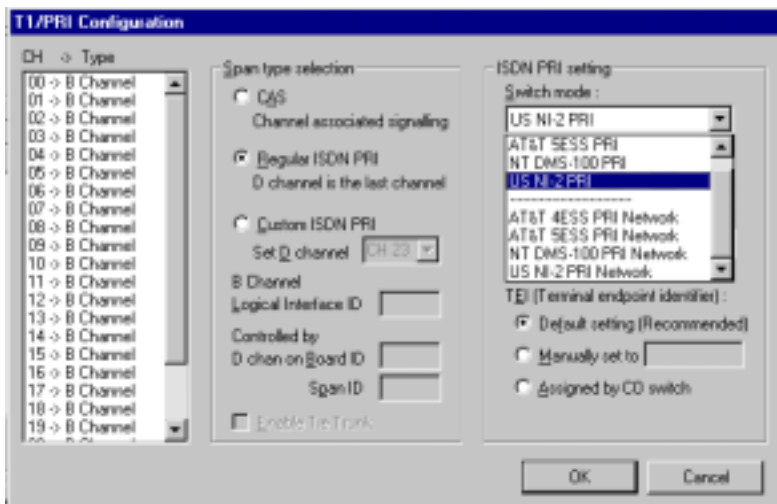 T1/PRI Configuration
CH -> Type
00 -> B Channel
01 -> B Channel
02 -> B Channel
03 -> B Channel
04 -> B Channel
05 -> B Channel
06 -> B Channel
07 -> B Channel
08 -> B Channel
09 -> B Channel
10 -> B Channel
11 -> B Channel
12 -> B Channel
13 -> B Channel
14 -> B Channel
15 -> B Channel
16 -> B Channel
17 -> B Channel
18 -> B Channel
19 -> B Channel
Span type selection
CAS
Channel associated signalling
Regular ISDN PRI
D channel is the last channel
Custom ISDN PRI
Set D channel CH 23
B Channel
Logical Interface ID
Controlled by
D chan on Board ID
Span ID
Enable Tie Trunk
ISDN PRI setting
Switch mode :
US NI-2 PRI
AT&T 5ESS PRI
NT DMS-100 PRI
US NI-2 PRI
--------------------
AT&T 4ESS PRI Network
AT&T 5ESS PRI Network
NT DMS-100 PRI Network
US NI-2 PRI Network
TEI (Terminal endpoint identifier) :
Default setting (Recommended)
Manually set to
Assigned by CO switch
OK
Cancel